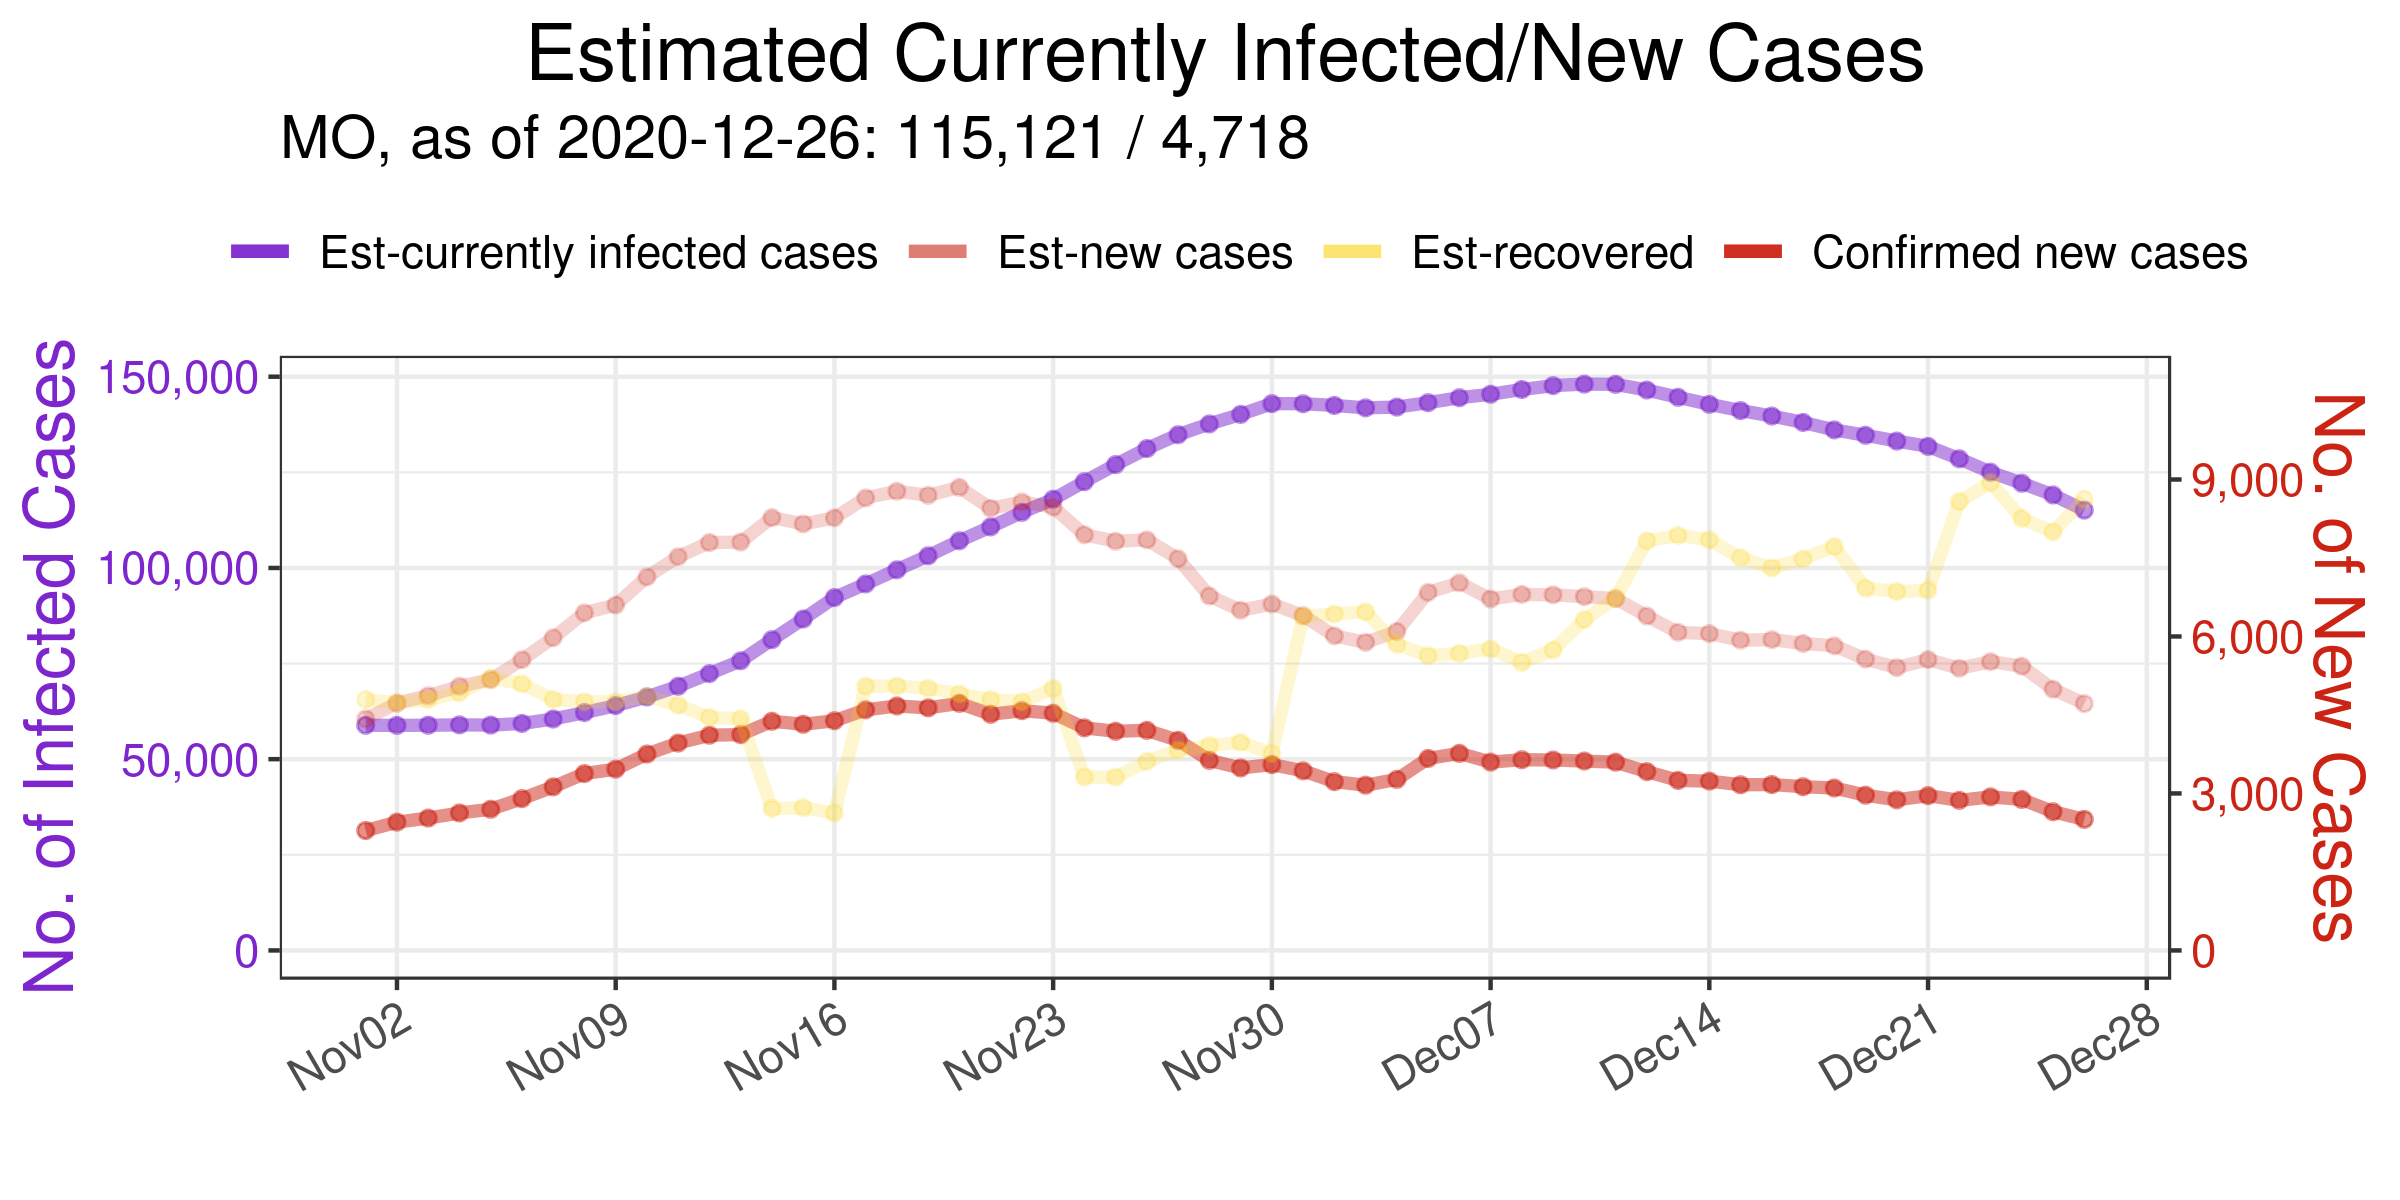 Estimated Currently Infected/New Cases
MO, as of 2020-12-26: 115,121 / 4,718
Est-currently infected cases Est-new cases Est-recovered Confirmed new cases
No. of Infected Cases
150,000
100,000
50,000
0
9,000
6,000
3,000
0
No. of New Cases
Nov02 Nov09 Nov16 Nov23 Nov30 Dec07 Dec14 Dec21 Dec28